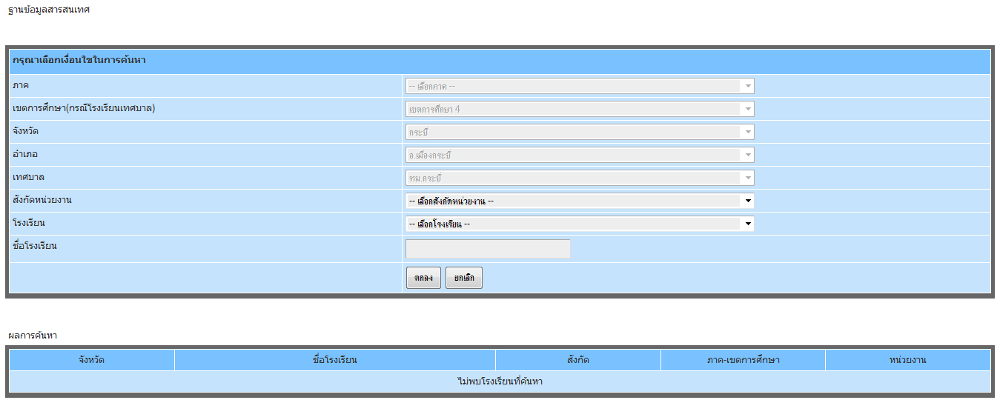 ฐานข้อมูลสารสนเทศ
กรุณาเลือกเงื่อนใขในการค้นหา
ภาค -- เลือกภาค --
เขตการศึกษา(กรณีโรงเรียนเทศบาล) เขตการศึกษา 4
จังหวัด กระบี่
อำเภอ อ.เมืองกระบี่
เทศบาล ทม.กระบี่
สังกัดหน่วยงาน -- เลือกสังกัดหน่วยงาน --
โรงเรียน -- เลือกโรงเรียน --
ชื่อโรงเรียน
ตกลง ยกเลิก
ผลการค้นหา
จังหวัด ชื่อโรงเรียน สังกัด ภาค-เขตการศึกษา หน่วยงาน
ไม่พบโรงเรียนที่ค้นหา